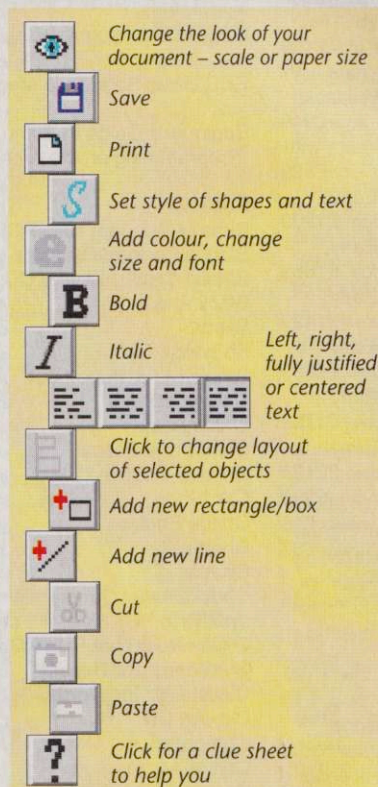 Change the look of your
document – scale or paper size
Save
Print
S
Set style of shapes and text
e
Add colour, change
size and font
B
Bold
I
Italic
Left, right,
fully justified
or centered
text
Click to change layout
of selected objects
Add new rectangle/box
Add new line
Cut
Copy
Paste
?
Click for a clue sheet
to help you